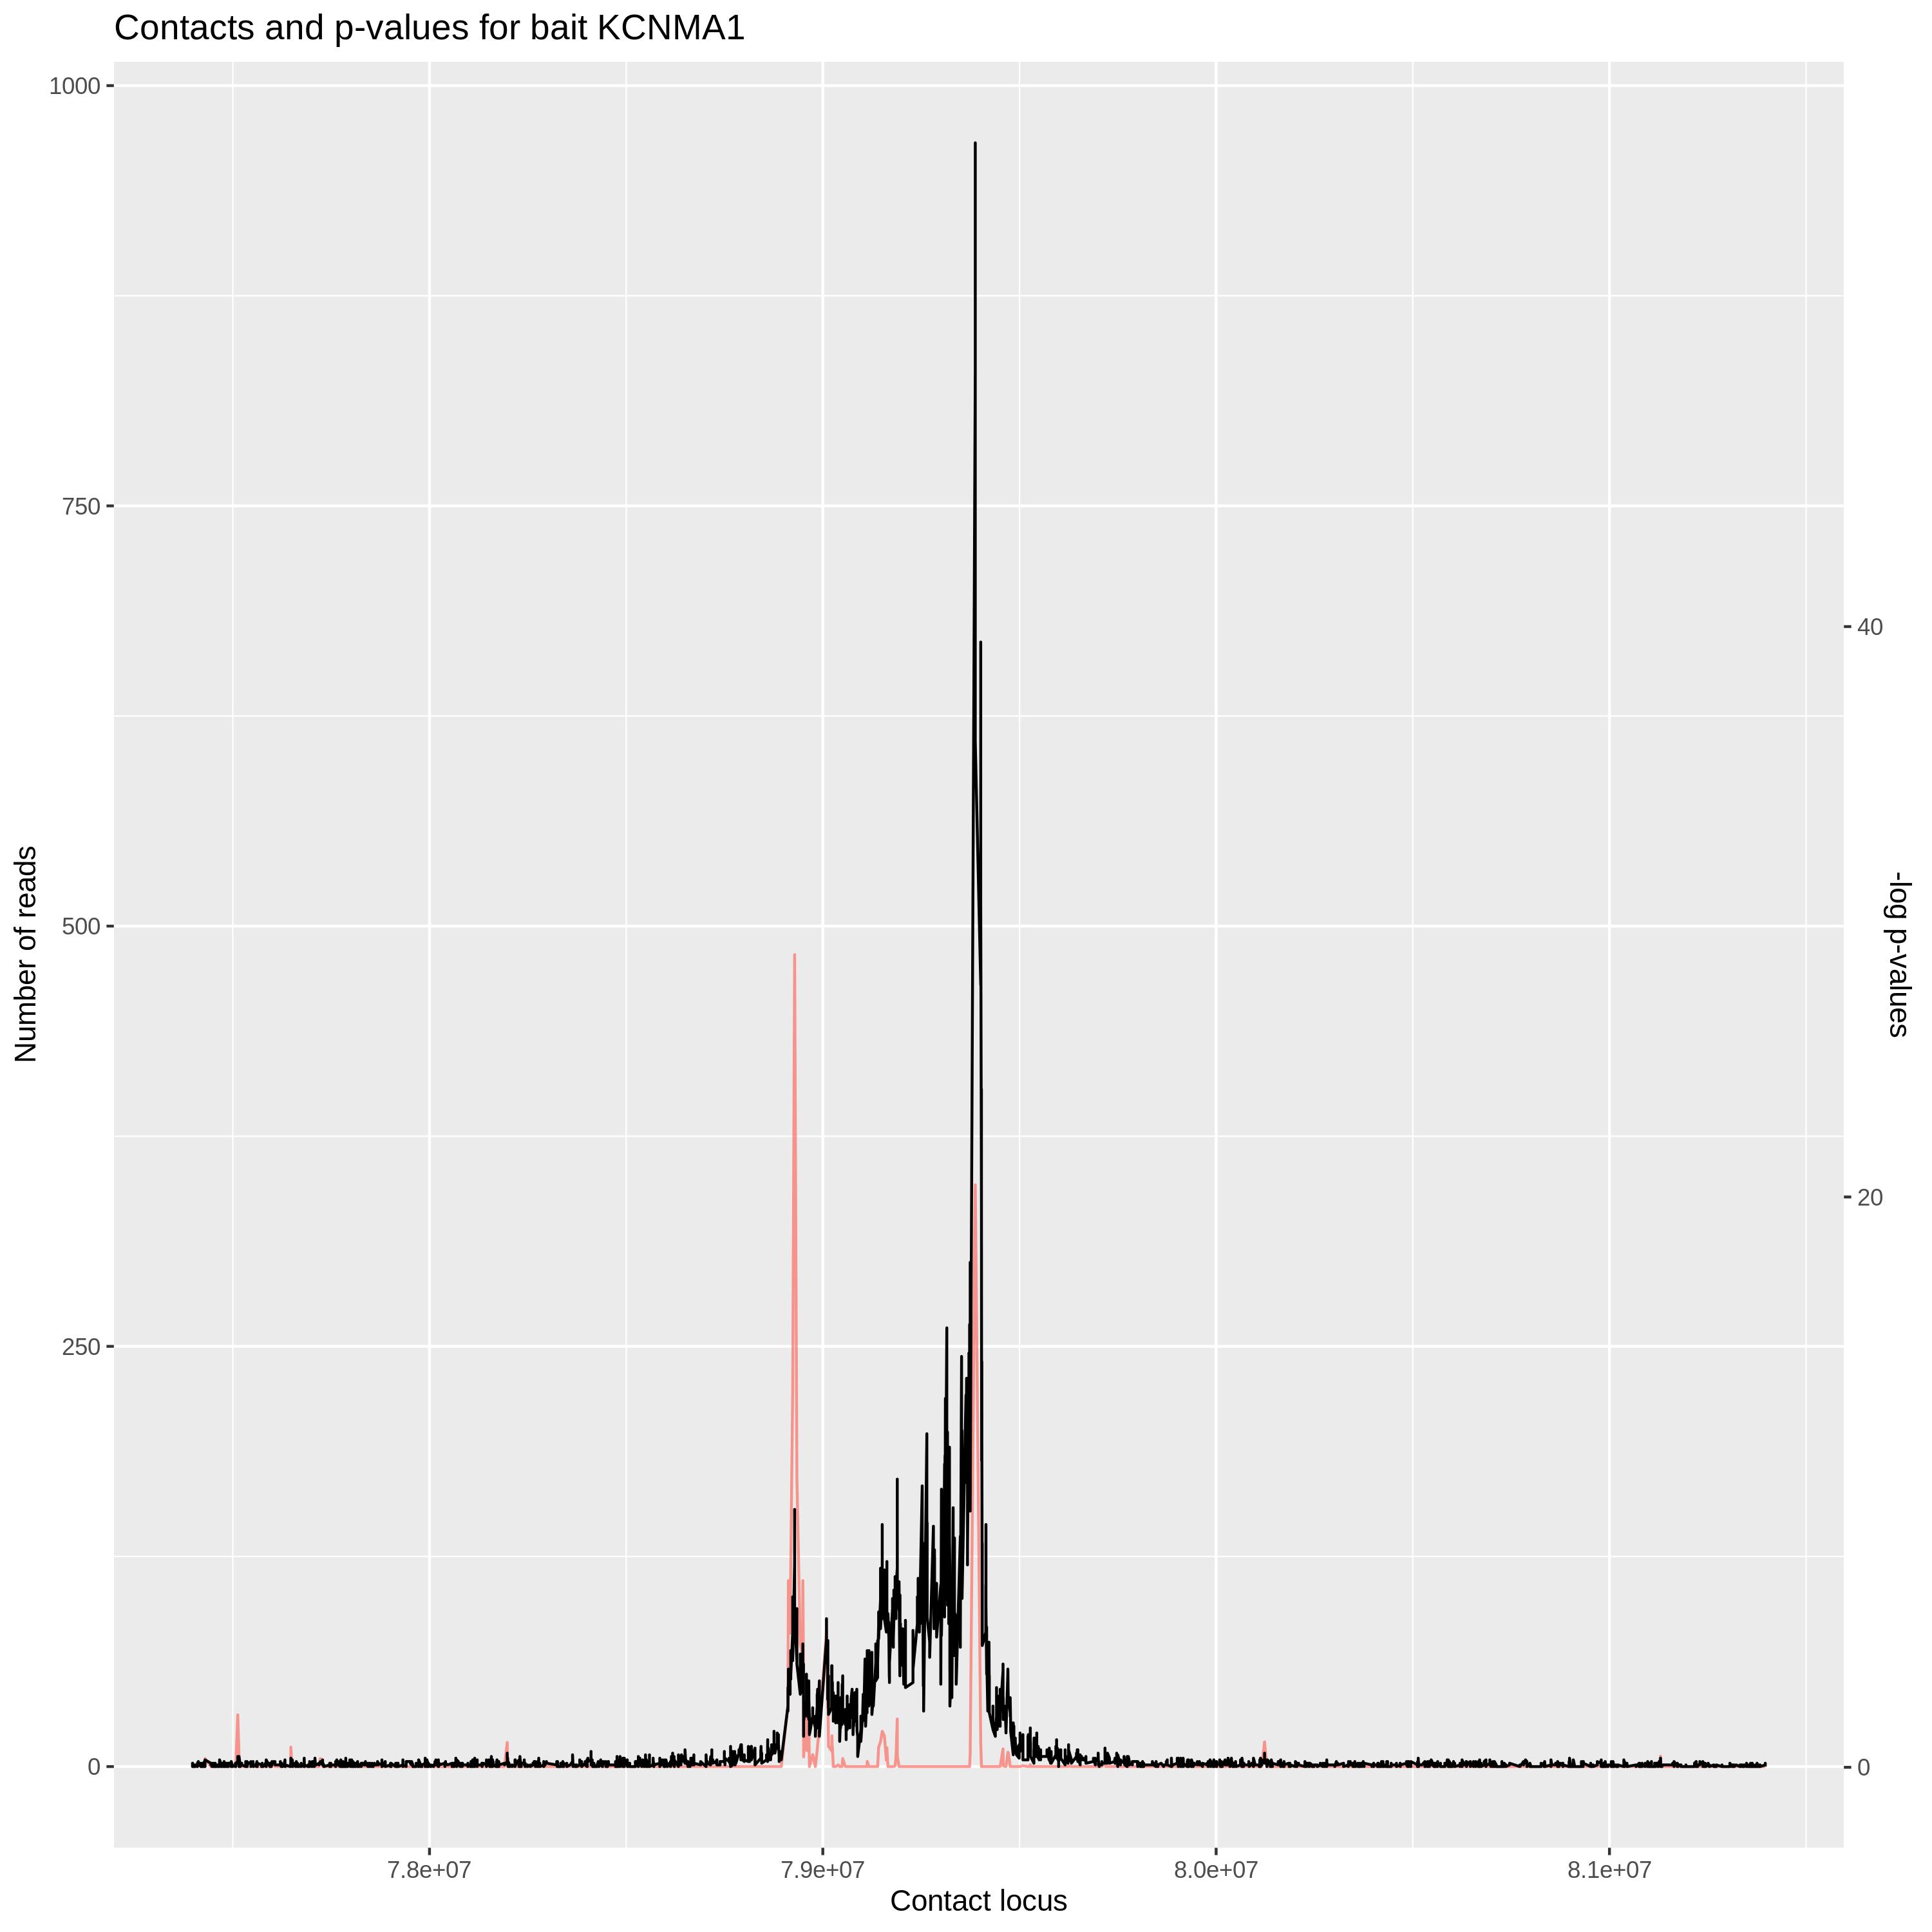 Contacts and p-values for bait KCNMA1
1000
750
500
250
0
Number of reads
40
20
0
-log p-values
7.8e+07
7.9e+07
8.0e+07
8.1e+07
Contact locus